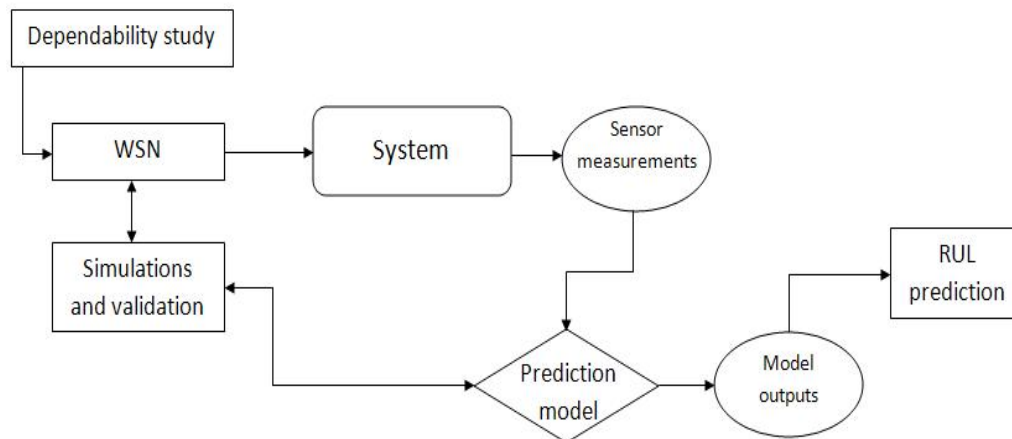 Dependability study
WSN
System
Sensor
measurements
Simulations
and validation
RUL
prediction
Prediction
model
Model
outputs